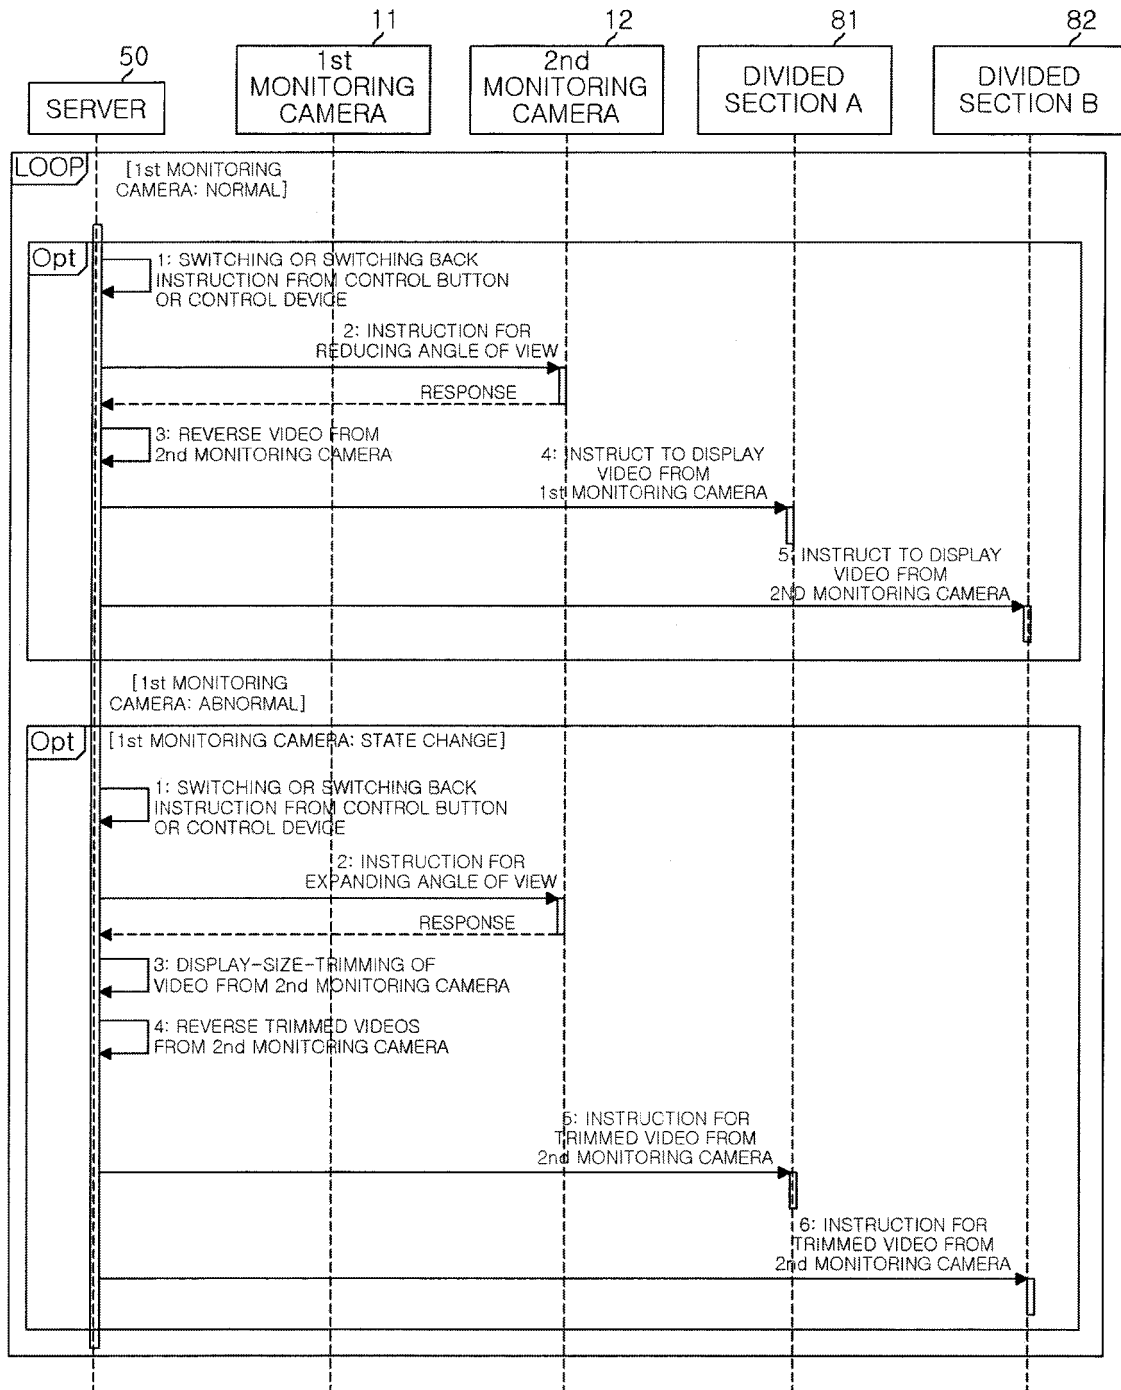 11
12
81
82
50
SERVER
1st
MONITORING
CAMERA
2nd
MONITORING
CAMERA
DIVIDED
SECTION A
DIVIDED
SECTION B
LOOP
[1st MONITORING
CAMERA: NORMAL]
Opt
1: SWITCHING OR SWITCHING BACK
INSTRUCTION FROM CONTROL BUTTON
OR CONTROL DEVICE
2: INSTRUCTION FOR
REDUCING ANGLE OF VIEW
RESPONSE
3: REVERSE VIDEO FROM
2nd MONITORING CAMERA
4: INSTRUCT TO DISPLAY
VIDEO FROM
1st MONITORING CAMERA
5: INSTRUCT TO DISPLAY
VIDEO FROM
2ND MONITORING CAMERA
[1st MONITORING
CAMERA: ABNORMAL]
Opt
[1st MONITORING CAMERA: STATE CHANGE]
1: SWITCHING OR SWITCHING BACK
INSTRUCTION FROM CONTROL BUTTON
OR CONTROL DEVICE
2: INSTRUCTION FOR
EXPANDING ANGLE OF VIEW
RESPONSE
3: DISPLAY-SIZE-TRIMMING OF
VIDEO FROM 2nd MONITORING CAMERA
4: REVERSE TRIMMED VIDEOS
FROM 2nd MONITORING CAMERA
5: INSTRUCTION FOR
TRIMMED VIDEO FROM
2nd MONITORING CAMERA
6: INSTRUCTION FOR
TRIMMED VIDEO FROM
2nd MONITORING CAMERA